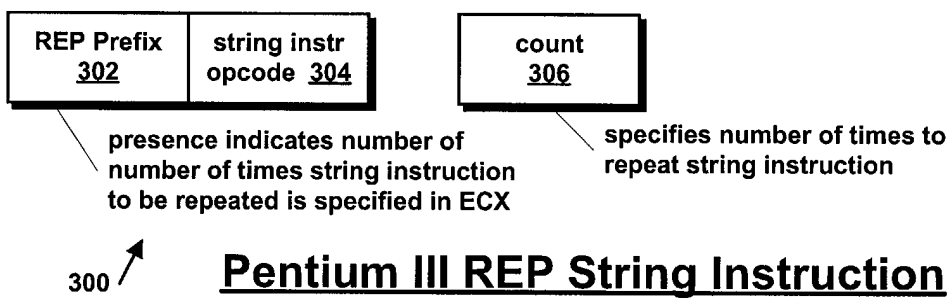 REP Prefix
302
string instr
opcode 304
count
306
presence indicates number of
number of times string instruction
to be repeated is specified in ECX
specifies number of times to
repeat string instruction
300
Pentium III REP String Instruction